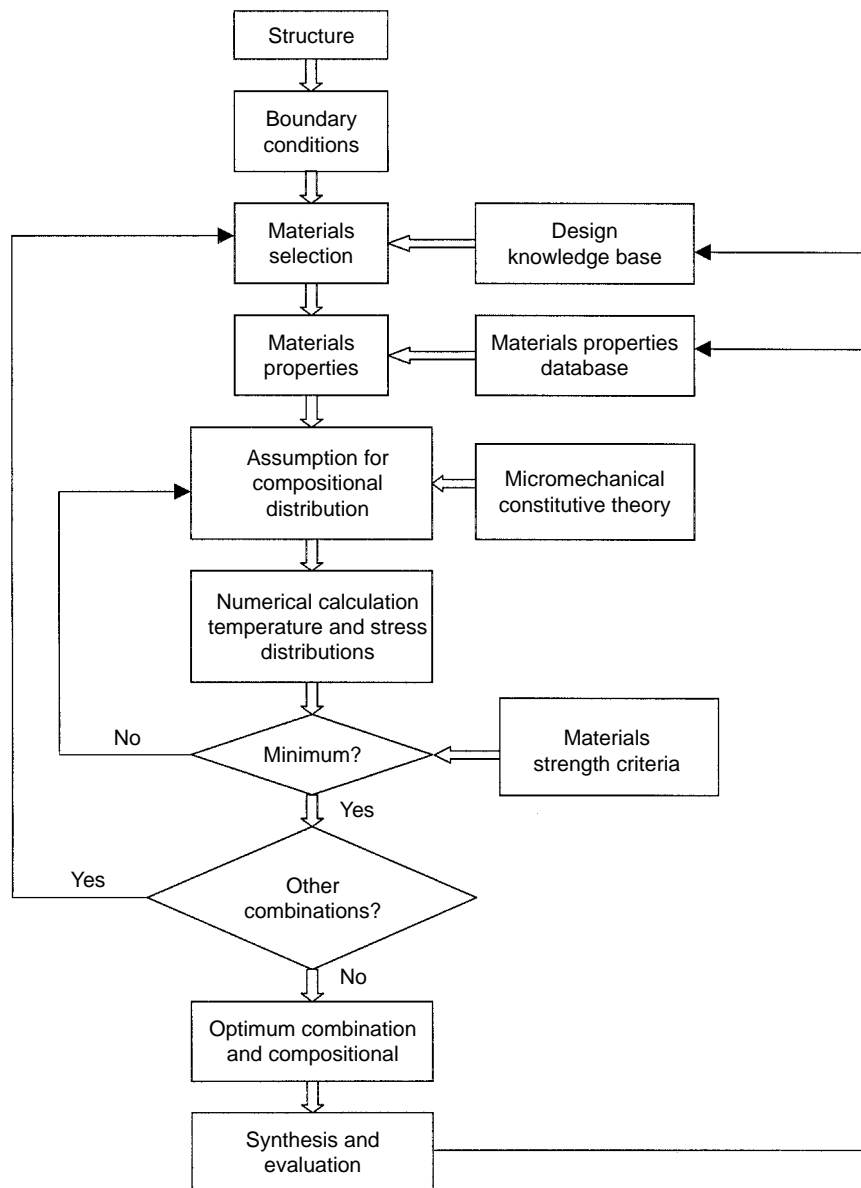 Structure
Boundary
conditions
Materials
selection
Design
knowledge base
Materials
properties
Materials properties
database
Assumption for
compositional
distribution
Micromechanical
constitutive theory
Numerical calculation
temperature and stress
distributions
No
Minimum?
Materials
strength criteria
Yes
Yes
Other
combinations?
No
Optimum combination
and compositional
Synthesis and
evaluation